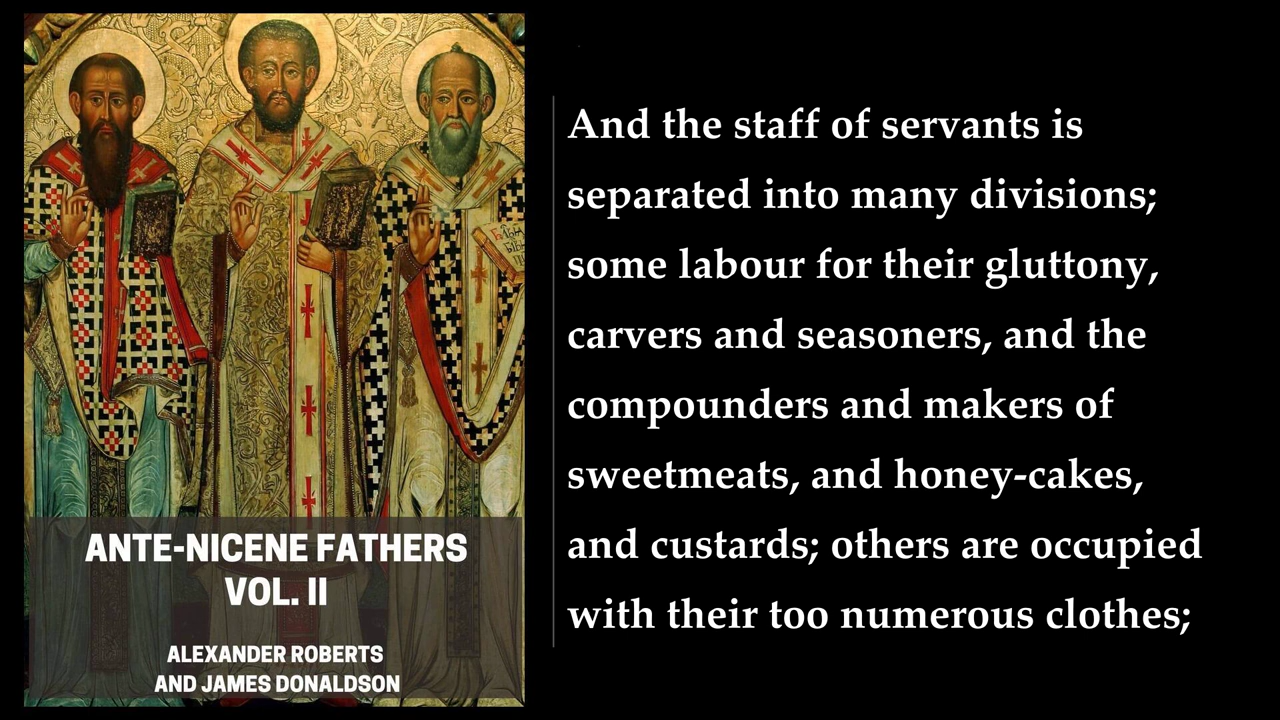 ANTE-NICENE FATHERS
VOL. II
ALEXANDER ROBERTS
AND JAMES DONALDSON
And the staff of servants is
separated into many divisions;
some labour for their gluttony,
carvers and seasoners, and the
compounders and makers of
sweetmeats, and honey-cakes,
and custards; others are occupied
with their too numerous clothes;